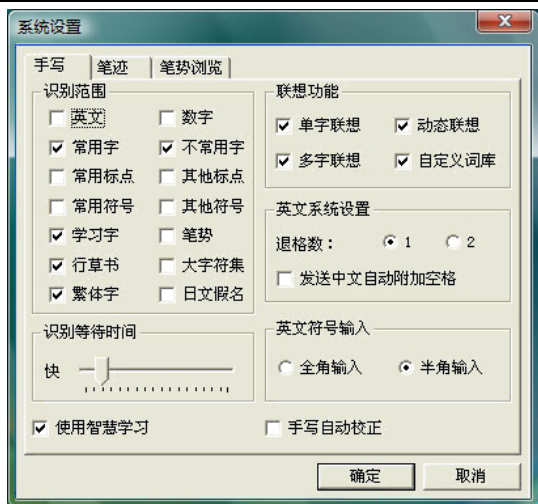 系统设置
手写 笔迹 笔势浏览
识别范围
英文 数字
常用字 不常用字
常用标点 其他标点
常用符号 其他符号
学习字 笔势
行草书 大字符集
繁体字 日文假名
联想功能
单字联想 动态联想
多字联想 自定义词库
英文系统设置
退格数： 1 2
发送中文自动附加空格
识别等待时间
快
英文符号输入
全角输入 半角输入
使用智慧学习 手写自动校正
确定 取消